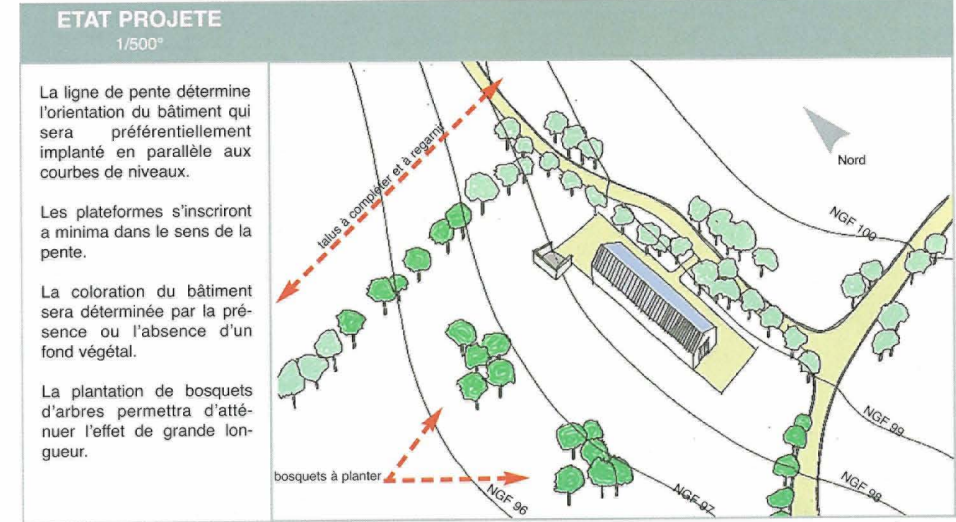 ETAT PROJETE
1/500°
La ligne de pente détermine
l'orientation du bâtiment qui
sera préférentiellement
implanté en parallèle aux
courbes de niveaux.
Les plateformes s'inscriront
a minima dans le sens de la
pente.
La coloration du bâtiment
sera déterminée par la pré-
sence ou l'absence d'un
fond végétal.
La plantation de bosquets
d'arbres permettra d'atté-
nuer l'effet de grande lon-
gueur.
talus à compléter et à regarnir
Nord
NGF 100
NGF 99
NGF 98
NGF 97
NGF 96
bosquets à planter